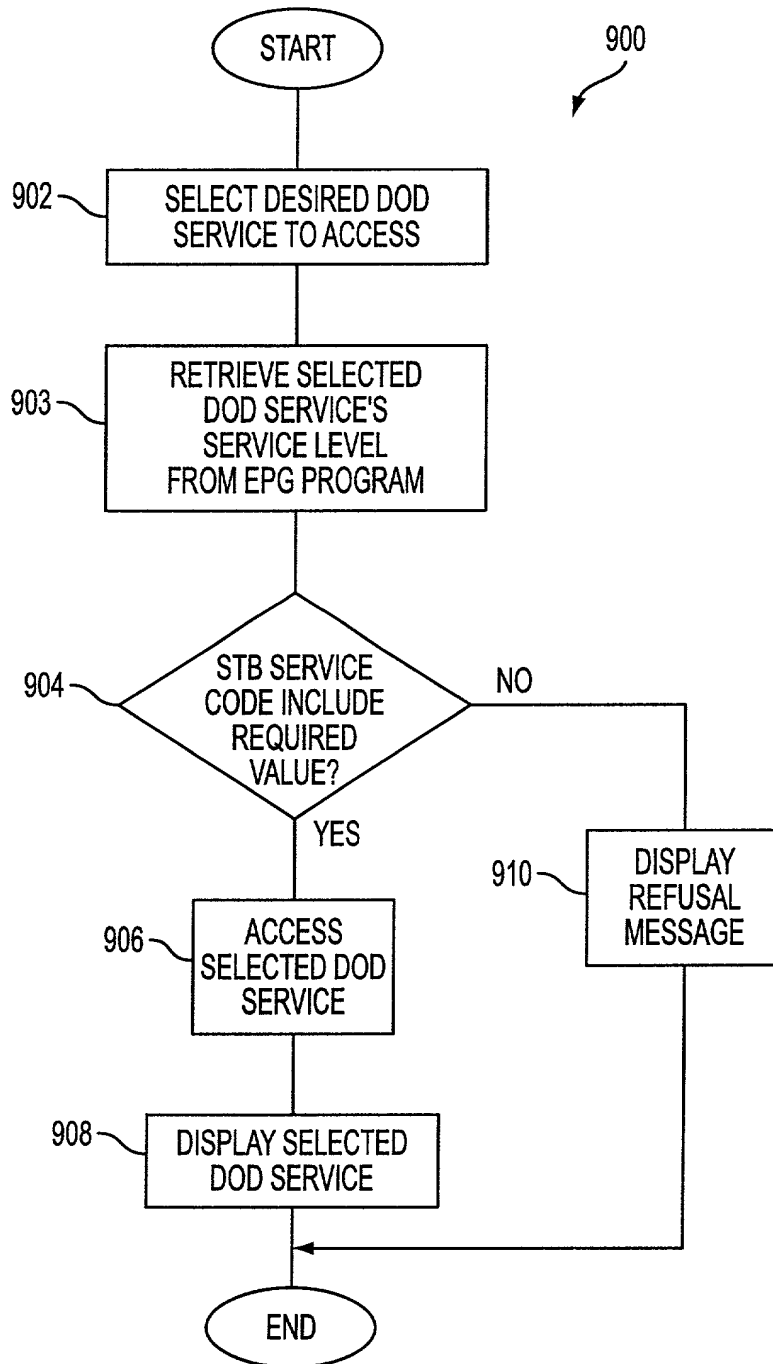 START
900
902
SELECT DESIRED DOD
SERVICE TO ACCESS
903
RETRIEVE SELECTED
DOD SERVICE'S
SERVICE LEVEL
FROM EPG PROGRAM
904
STB SERVICE
CODE INCLUDE
REQUIRED
VALUE?
NO
YES
910
DISPLAY
REFUSAL
MESSAGE
906
ACCESS
SELECTED DOD
SERVICE
908
DISPLAY SELECTED
DOD SERVICE
END